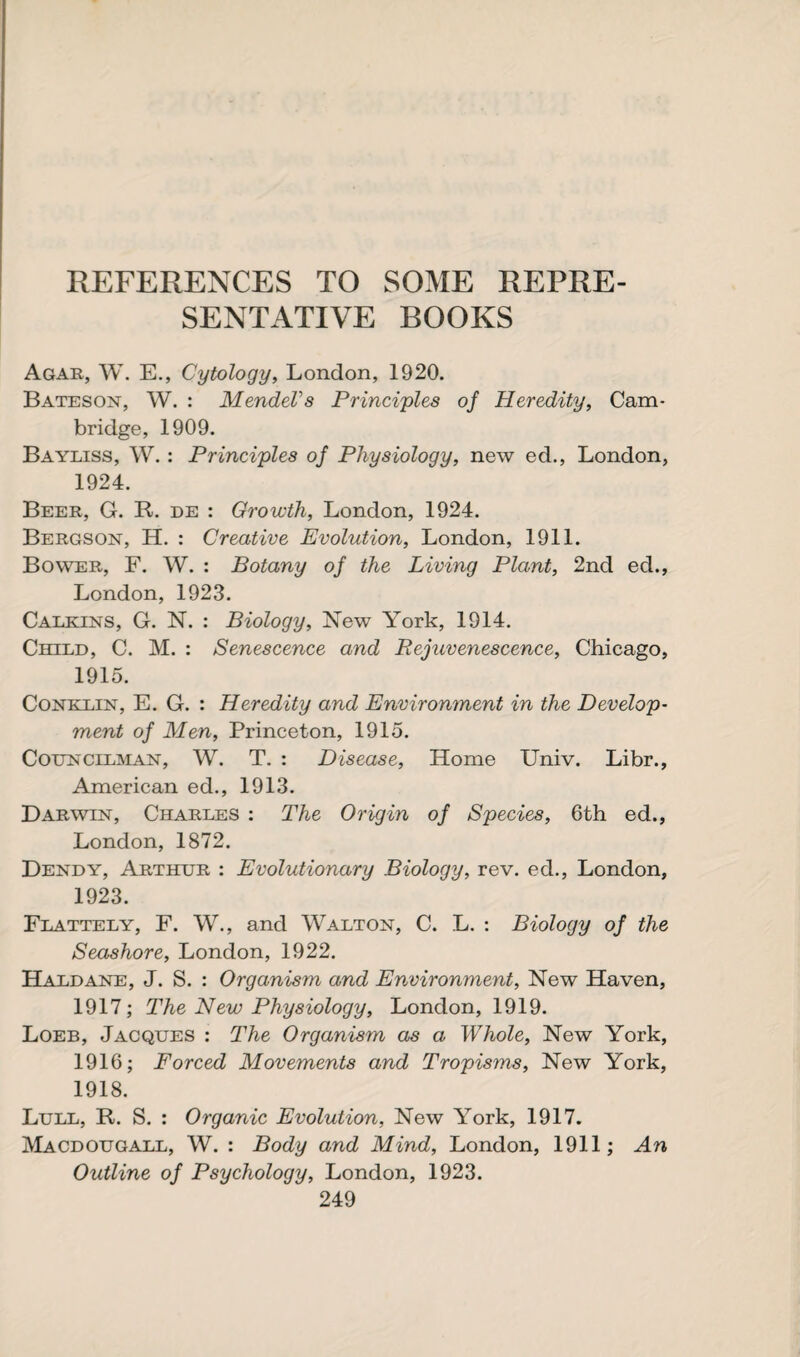 REFERENCES TO SOME REPRE-
SENTATIVE BOOKS
AGAR, W. E., Cytology, London, 1920.
BATESON, W. : Mendel's Principles of Heredity, Cam-
bridge, 1909.
BAYLISS, W. : Principles of Physiology, new ed., London,
1924.
BEER, G. R. DE : Growth, London, 1924.
BERGSON, H. : Creative Evolution, London, 1911.
BOWER, F. W. : Botany of the Living Plant, 2nd ed.,
London, 1923.
CALKINS, G. N. : Biology, New York, 1914.
CHILD, C. M. : Senescence and Rejuvenescence, Chicago,
1915.
CONKLIN, E. G. : Heredity and Environment in the Develop-
ment of Men, Princeton, 1915.
COUNCILMAN, W. T. : Disease, Home Univ. Libr.,
American ed., 1913.
DARWIN, CHARLES : The Origin of Species, 6th ed.,
London, 1872.
DENDY, ARTHUR : Evolutionary Biology, rev. ed., London,
1923.
FLATTELY, F. W., and WALTON, C. L. : Biology of the
Seashore, London, 1922.
HALDANE, J. S. : Organism and Environment, New Haven,
1917; The New Physiology, London, 1919.
LOEB, JACQUES : The Organism as a Whole, New York,
1916; Forced Movements and Tropisms, New York,
1918.
LULL, R. S. : Organic Evolution, New York, 1917.
MACDOUGALL, W. : Body and Mind, London, 1911; An
Outline of Psychology, London, 1923.
249